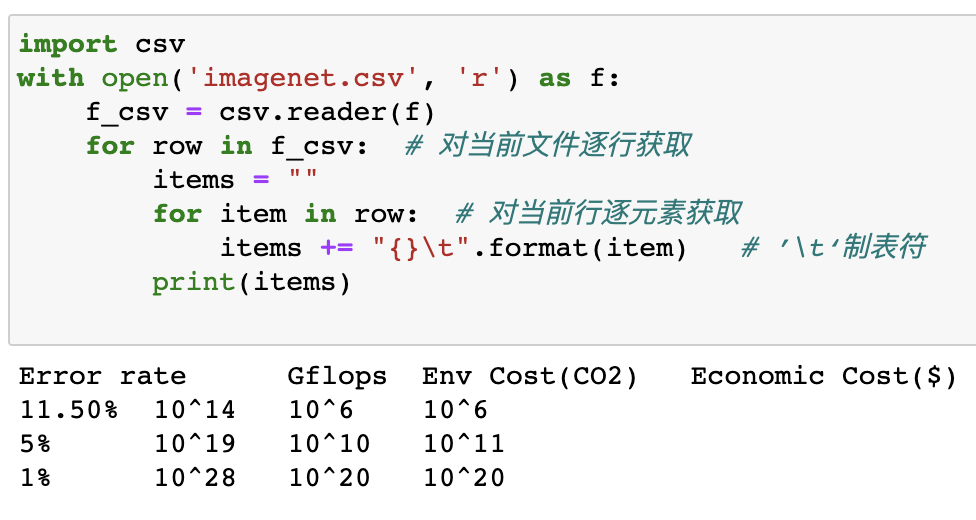 import csv
with open('imagenet.csv', 'r') as f:
    f_csv = csv.reader(f)
    for row in f_csv:  # 对当前文件逐行获取
        items = ""
        for item in row:  # 对当前行逐元素获取
            items += "{}\t".format(item)   # ’\t‘制表符
        print(items)
Error rate	Gflops	Env Cost(CO2)	Economic Cost($)
11.50%	10^14	10^6	10^6
5%	10^19	10^10	10^11
1%	10^28	10^20	10^20